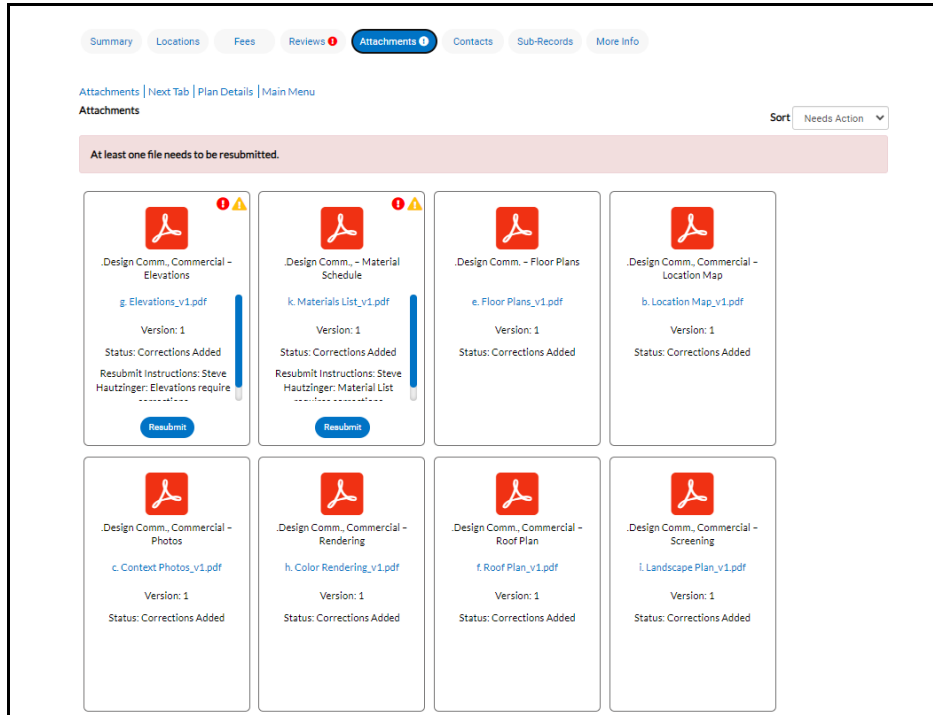 Summary Locations Fees Reviews Attachments Contacts Sub-Records More Info
Attachments | Next Tab | Plan Details | Main Menu
Attachments
Sort Needs Action
At least one file needs to be resubmitted.
.Design Comm., Commercial –
Elevations
g. Elevations_v1.pdf
Version: 1
Status: Corrections Added
Resubmit Instructions: Steve
Hautzinger: Elevations require
Resubmit
.Design Comm., – Material
Schedule
k. Materials List_v1.pdf
Version: 1
Status: Corrections Added
Resubmit Instructions: Steve
Hautzinger: Material List
Resubmit
.Design Comm. – Floor Plans
e. Floor Plans_v1.pdf
Version: 1
Status: Corrections Added
.Design Comm., Commercial –
Location Map
b. Location Map_v1.pdf
Version: 1
Status: Corrections Added
.Design Comm., Commercial –
Photos
c. Context Photos_v1.pdf
Version: 1
Status: Corrections Added
.Design Comm., Commercial –
Rendering
h. Color Rendering_v1.pdf
Version: 1
Status: Corrections Added
.Design Comm., Commercial –
Roof Plan
f. Roof Plan_v1.pdf
Version: 1
Status: Corrections Added
.Design Comm., Commercial –
Screening
i. Landscape Plan_v1.pdf
Version: 1
Status: Corrections Added